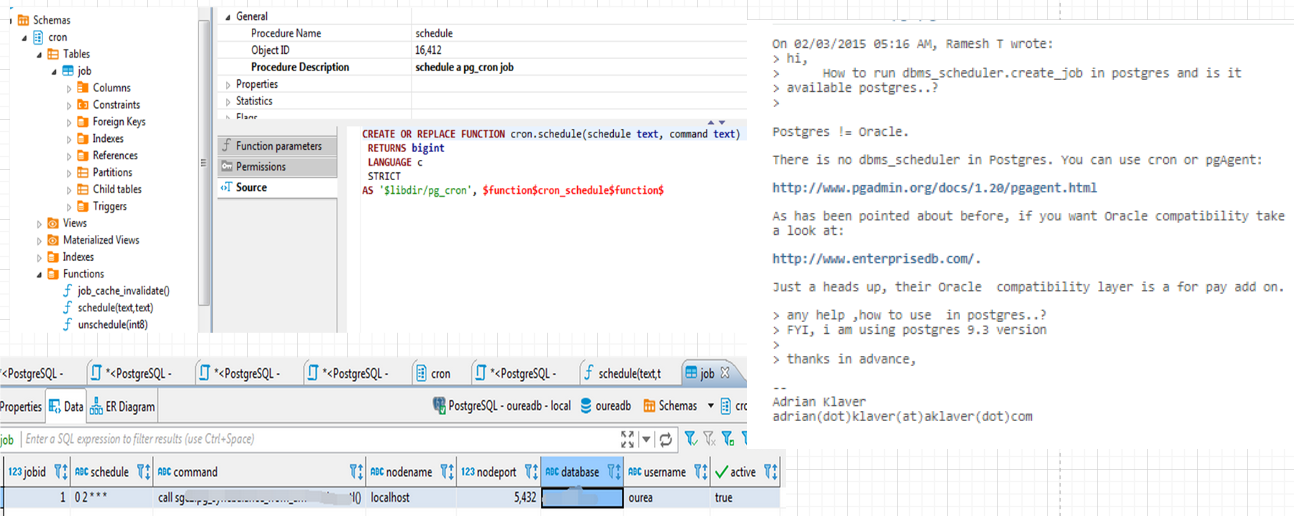 Schemas
cron
Tables
job
Columns
Constraints
Foreign Keys
Indexes
References
Partitions
Child tables
Triggers
Views
Materialized Views
Indexes
Functions
job_cache_invalidate()
schedule(text,text)
unschedule(int8)
General
Procedure Name schedule
Object ID 16,412
Procedure Description schedule a pg_cron job
Properties
Statistics
Flags
Function parameters
Permissions
Source
CREATE OR REPLACE FUNCTION cron.schedule(schedule text, command text)
RETURNS bigint
LANGUAGE c
STRICT
AS '$libdir/pg_cron', $function$cron_schedule$function$
On 02/03/2015 05:16 AM, Ramesh T wrote:
> hi,
> How to run dbms_scheduler.create_job in postgres and is it
> available postgres..?
>
Postgres != Oracle.
There is no dbms_scheduler in Postgres. You can use cron or pgAgent:
http://www.pgadmin.org/docs/1.20/pgagent.html
As has been pointed about before, if you want Oracle compatibility take
a look at:
http://www.enterprisedb.com/.
Just a heads up, their Oracle compatibility layer is a for pay add on.
> any help ,how to use in postgres..?
> FYI, i am using postgres 9.3 version
>
> thanks in advance,
--
Adrian Klaver
adrian(dot)klaver(at)aklaver(dot)com
*<PostgreSQL - *<PostgreSQL - *<PostgreSQL - *<PostgreSQL - cron *<PostgreSQL - schedule(text,t job
Properties Data ER Diagram PostgreSQL - oureadb - local oureadb Schemas cro
job Enter a SQL expression to filter results (use Ctrl+Space)
123 jobid ABC schedule ABC command ABC nodename 123 nodeport ABC database ABC username active
1 0 2 * * * call localhost 5,432 ourea true